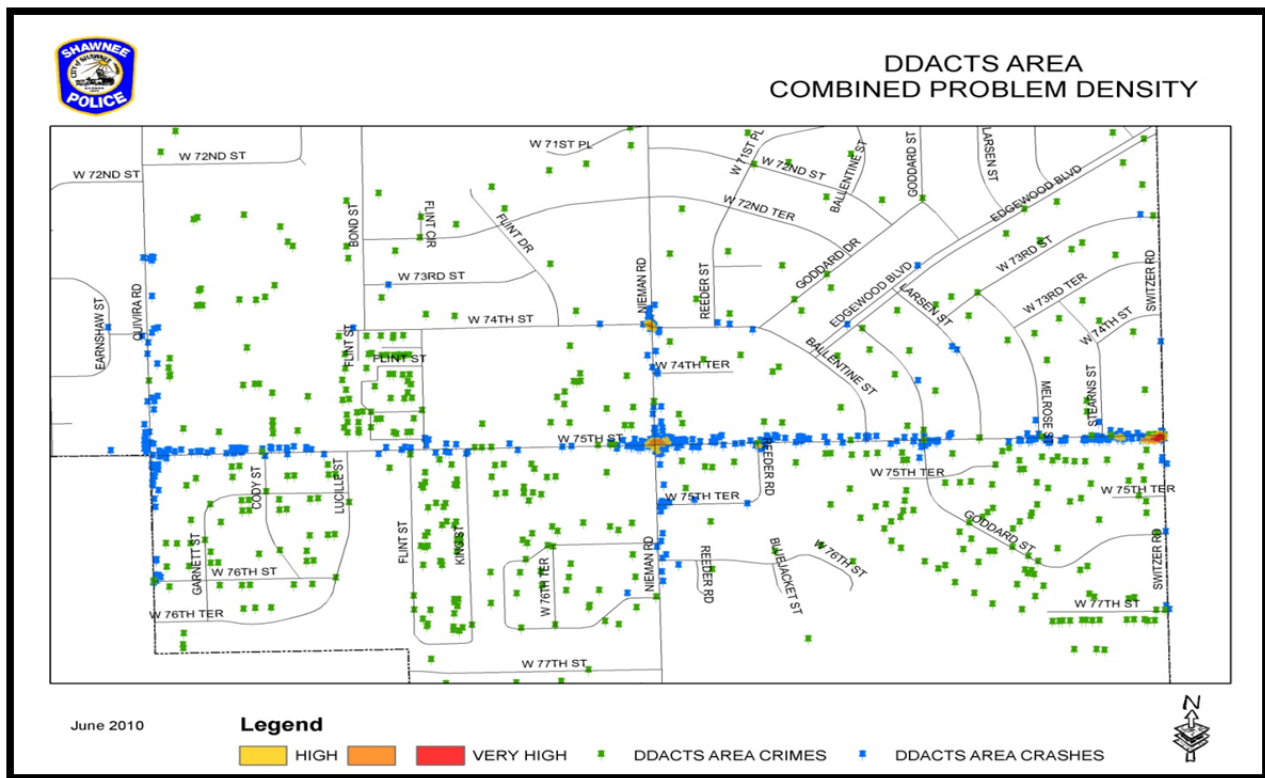 SHAWNEE
CITY of SHAWNEE
POLICE
DDACTS AREA
COMBINED PROBLEM DENSITY
W 72ND ST
W 72ND ST
W 71ST PL
W 71ST PL
W 72ND ST
BALLENTINE ST
GODDARD ST
LARSEN ST
EDGEWOOD BLVD
BOND ST
FLINT CIR
FLINT DR
W 72ND TER
GODDARD DR
W 73RD ST
SWITZER RD
W 73RD ST
NIEMAN RD
REEDER ST
EDGEWOOD BLVD
LARSEN ST
W 73RD TER
EARNSHAW ST
QUIVIRA RD
W 74TH ST
W 74TH ST
FLINT ST
FLINT ST
W 74TH TER
BALLENTINE ST
MELROSE ST
STEARNS ST
W 75TH ST
REEDER RD
W 75TH TER
CODY ST
LUCILLE ST
W 75TH TER
W 75TH TER
GARNETT ST
FLINT ST
KING ST
NIEMAN RD
REEDER RD
BLUEJACKET ST
W 76TH ST
GODDARD ST
SWITZER RD
W 76TH ST
W 76TH TER
W 76TH TER
W 77TH ST
W 77TH ST
June 2010
Legend
HIGH
VERY HIGH
DDACTS AREA CRIMES
DDACTS AREA CRASHES
N